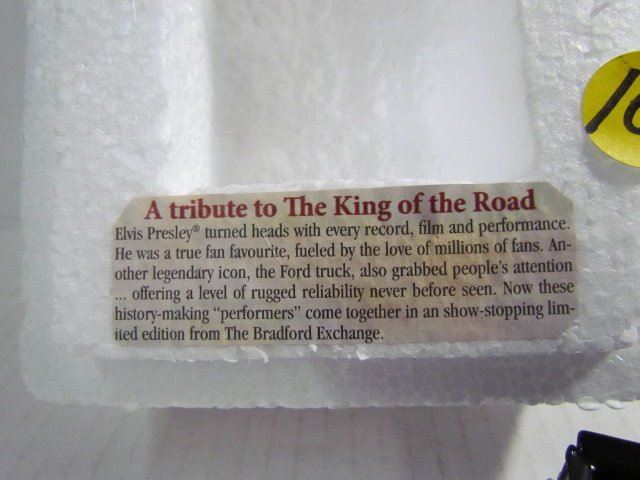 A tribute to The King of the Road
Elvis Presley® turned heads with every record, film and performance.
He was a true fan favourite, fueled by the love of millions of fans. An-
other legendary icon, the Ford truck, also grabbed people's attention
... offering a level of rugged reliability never before seen. Now these
history-making "performers" come together in an show-stopping lim-
ited edition from The Bradford Exchange.